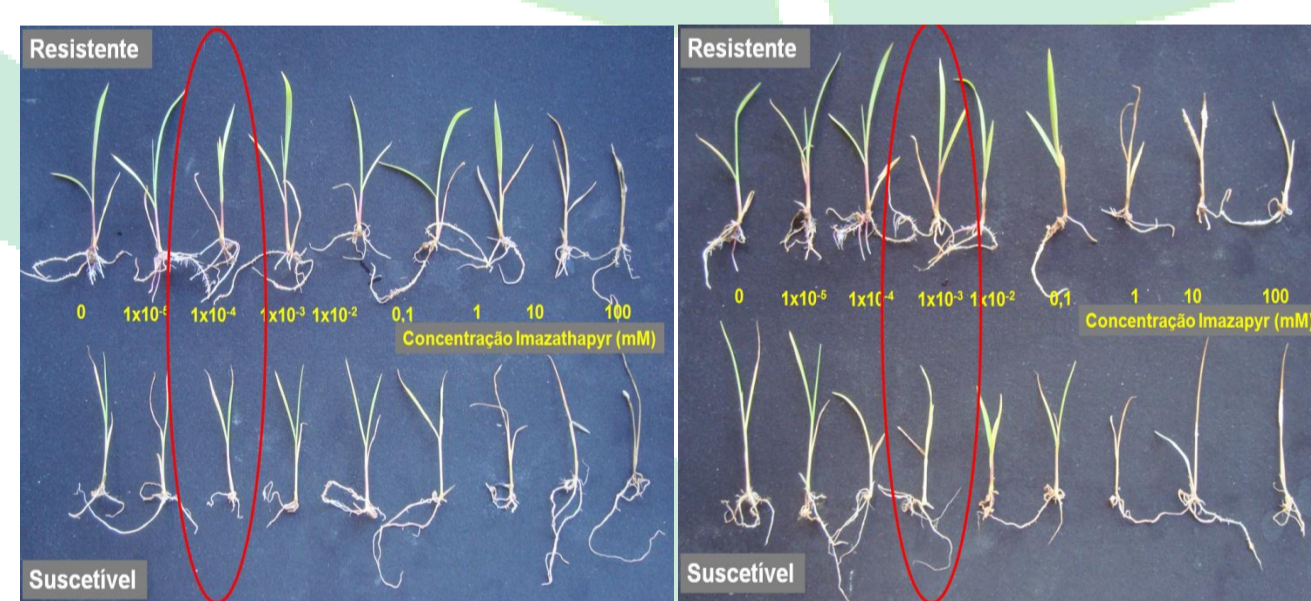 Resistente
0 1x10⁻⁵ 1x10⁻⁴ 1x10⁻³ 1x10⁻² 0,1 1 10 100
Concentração Imazathapyr (mM)
Suscetível
Resistente
0 1x10⁻⁵ 1x10⁻⁴ 1x10⁻³ 1x10⁻² 0,1 1 10 100
Concentração Imazapyr (mM)
Suscetível